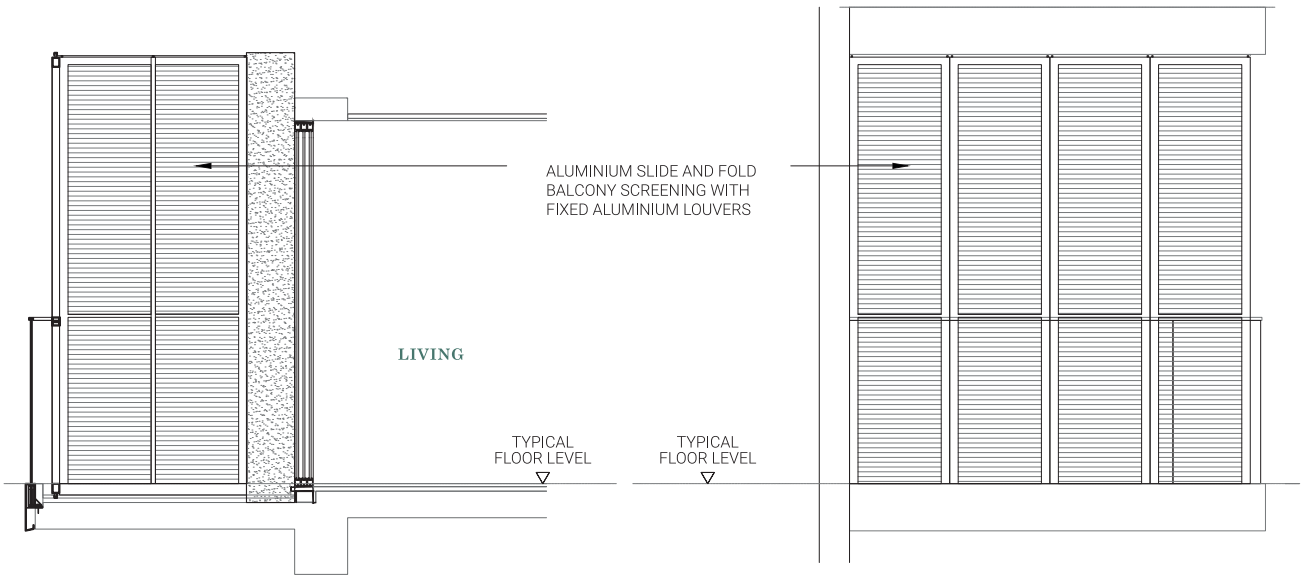 ALUMINIUM SLIDE AND FOLD
BALCONY SCREENING WITH
FIXED ALUMINIUM LOUVERS
LIVING
TYPICAL
FLOOR LEVEL
TYPICAL
FLOOR LEVEL